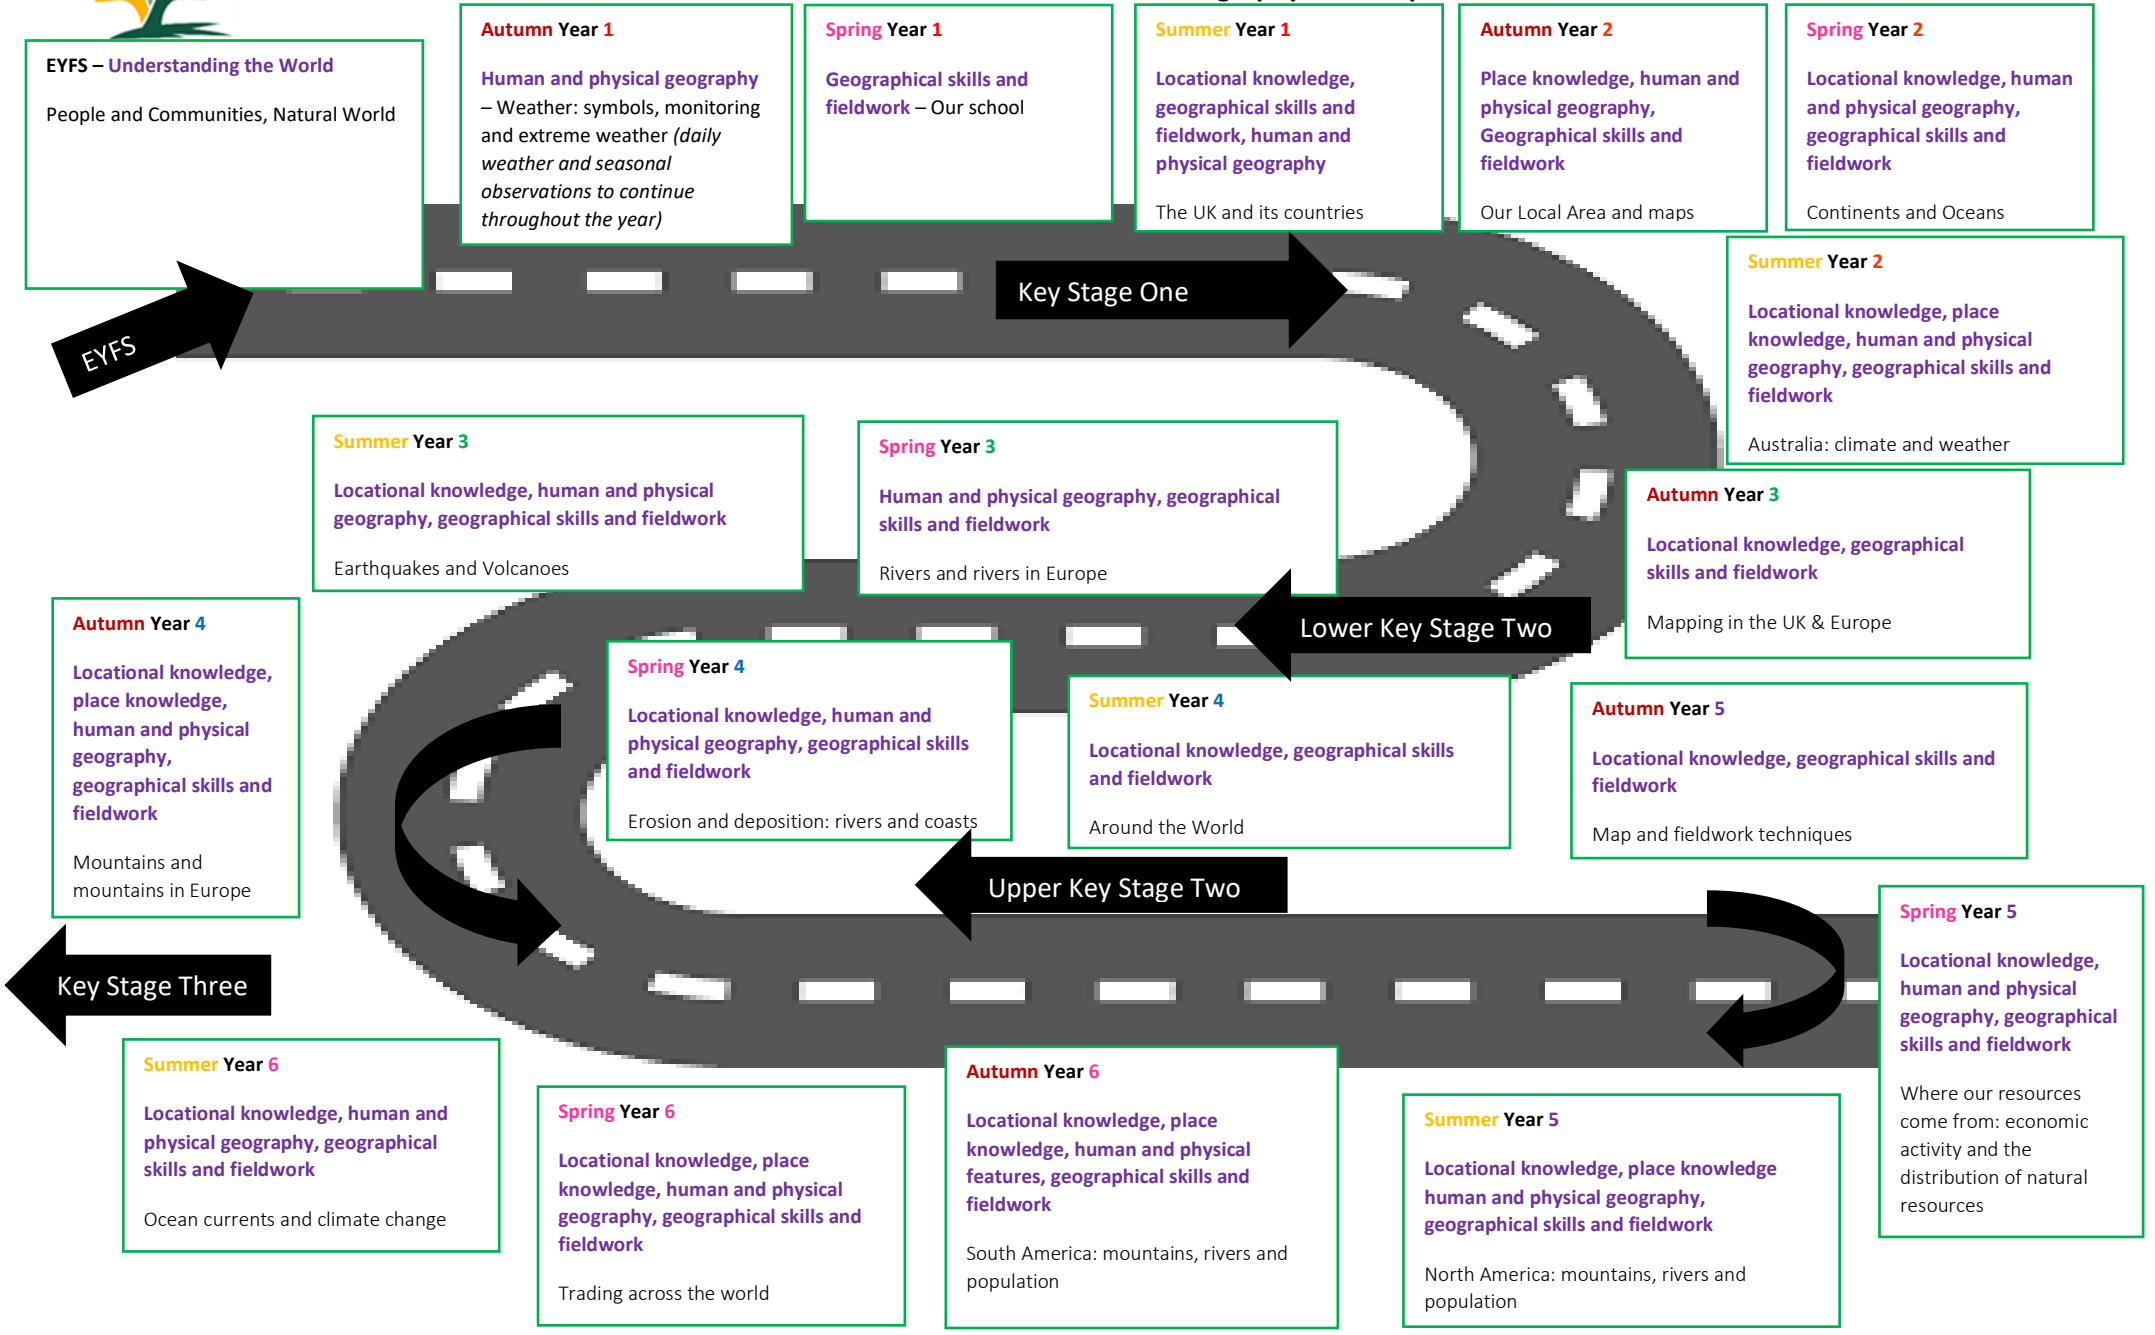 EYFS – Understanding the World
People and Communities, Natural World
Autumn Year 1
Human and physical geography
– Weather: symbols, monitoring
and extreme weather (daily
weather and seasonal
observations to continue
throughout the year)
Spring Year 1
Geographical skills and
fieldwork – Our school
Summer Year 1
Locational knowledge,
geographical skills and
fieldwork, human and
physical geography
The UK and its countries
Autumn Year 2
Place knowledge, human and
physical geography,
Geographical skills and
fieldwork
Our Local Area and maps
Spring Year 2
Locational knowledge, human
and physical geography,
geographical skills and
fieldwork
Continents and Oceans
EYFS
Key Stage One
Summer Year 2
Locational knowledge, place
knowledge, human and physical
geography, geographical skills and
fieldwork
Australia: climate and weather
Autumn Year 3
Locational knowledge, geographical
skills and fieldwork
Mapping in the UK & Europe
Lower Key Stage Two
Spring Year 3
Human and physical geography, geographical
skills and fieldwork
Rivers and rivers in Europe
Summer Year 3
Locational knowledge, human and physical
geography, geographical skills and fieldwork
Earthquakes and Volcanoes
Autumn Year 4
Locational knowledge,
place knowledge,
human and physical
geography,
geographical skills and
fieldwork
Mountains and
mountains in Europe
Spring Year 4
Locational knowledge, human and
physical geography, geographical skills
and fieldwork
Erosion and deposition: rivers and coasts
Summer Year 4
Locational knowledge, geographical skills
and fieldwork
Around the World
Upper Key Stage Two
Autumn Year 5
Locational knowledge, geographical skills and
fieldwork
Map and fieldwork techniques
Spring Year 5
Locational knowledge,
human and physical
geography, geographical
skills and fieldwork
Where our resources
come from: economic
activity and the
distribution of natural
resources
Summer Year 5
Locational knowledge, place knowledge
human and physical geography,
geographical skills and fieldwork
North America: mountains, rivers and
population
Autumn Year 6
Locational knowledge, place
knowledge, human and physical
features, geographical skills and
fieldwork
South America: mountains, rivers and
population
Spring Year 6
Locational knowledge, place
knowledge, human and physical
geography, geographical skills and
fieldwork
Trading across the world
Summer Year 6
Locational knowledge, human and
physical geography, geographical
skills and fieldwork
Ocean currents and climate change
Key Stage Three